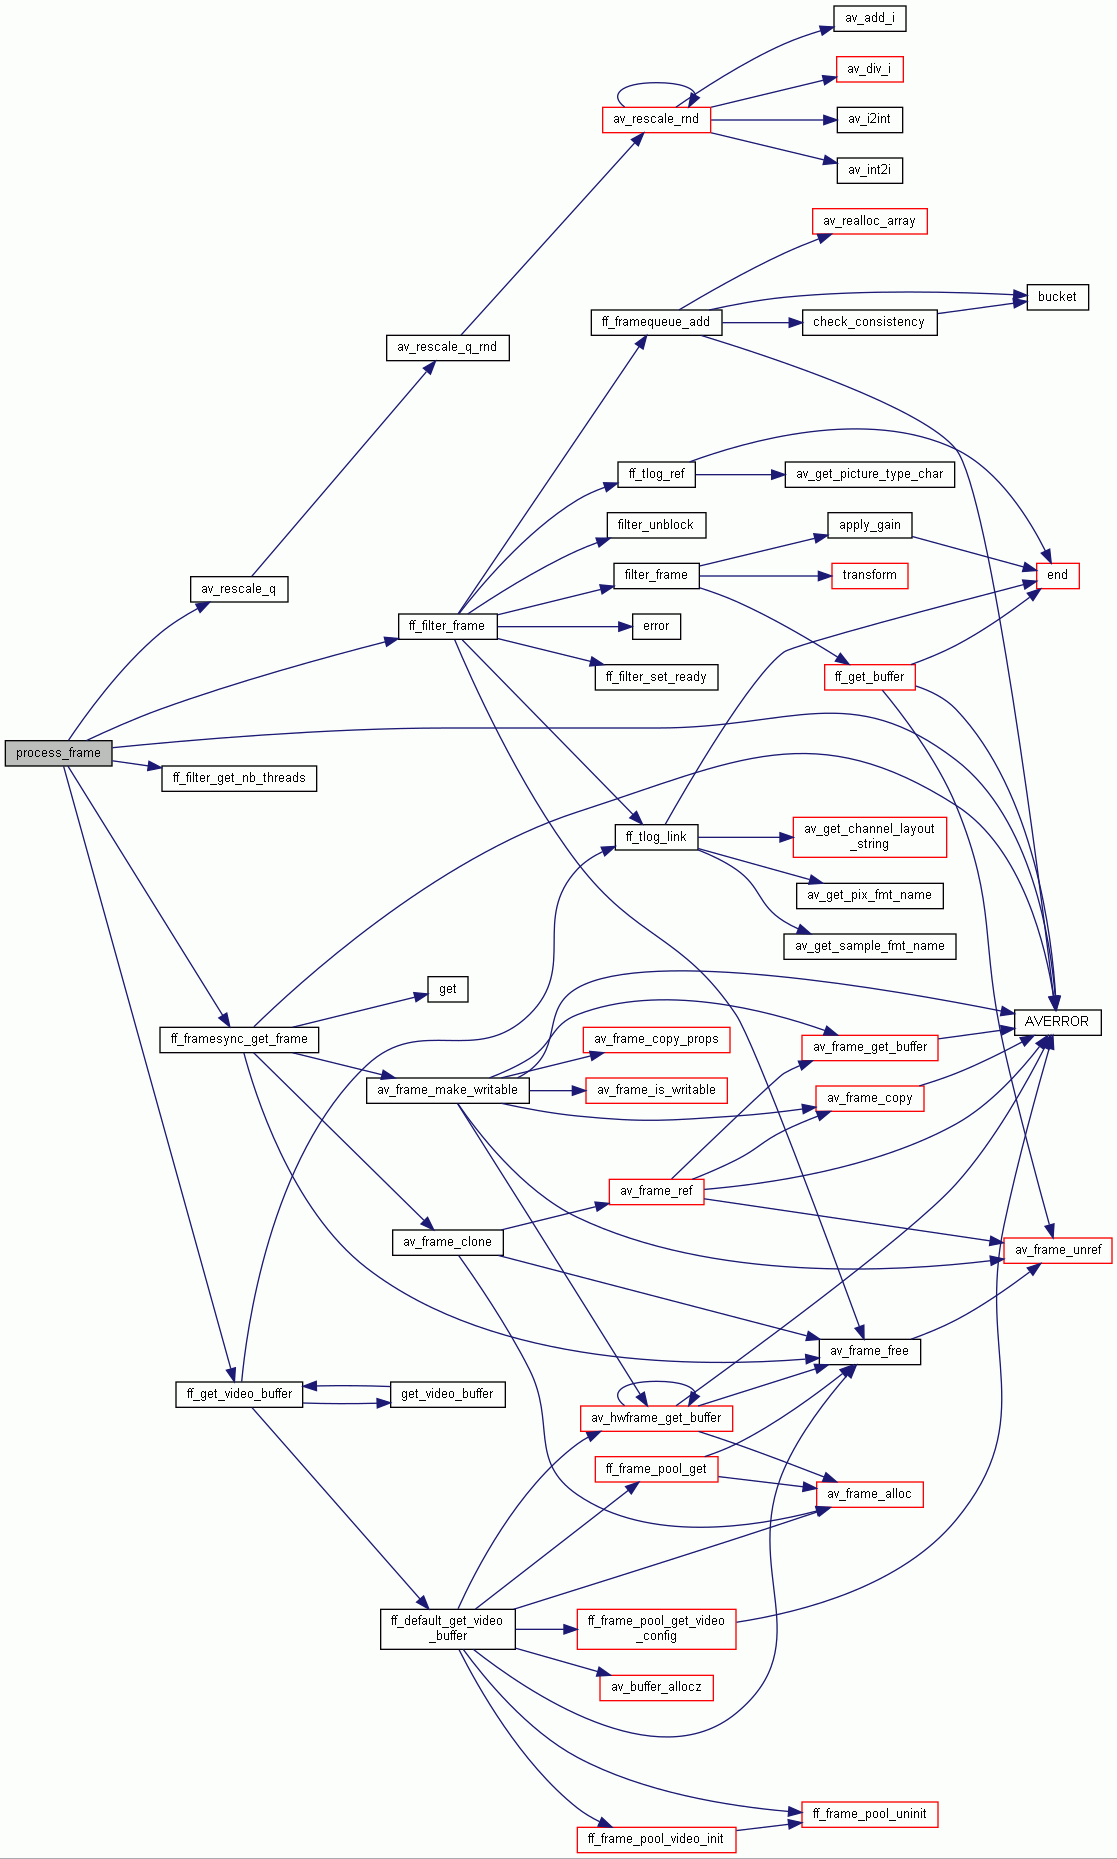 av_add_i
av_div_i
av_rescale_rnd
av_i2int
av_int2i
av_realloc_array
bucket
ff_framequeue_add
check_consistency
av_rescale_q_rnd
ff_tlog_ref
av_get_picture_type_char
filter_unblock
apply_gain
filter_frame
transform
end
av_rescale_q
ff_filter_frame
error
ff_filter_set_ready
ff_get_buffer
process_frame
ff_filter_get_nb_threads
ff_tlog_link
av_get_channel_layout
_string
av_get_pix_fmt_name
av_get_sample_fmt_name
get
AVERROR
ff_framesync_get_frame
av_frame_copy_props
av_frame_get_buffer
av_frame_make_writable
av_frame_is_writable
av_frame_copy
av_frame_ref
av_frame_clone
av_frame_unref
av_frame_free
ff_get_video_buffer
get_video_buffer
av_hwframe_get_buffer
ff_frame_pool_get
av_frame_alloc
ff_default_get_video
_buffer
ff_frame_pool_get_video
_config
av_buffer_allocz
ff_frame_pool_uninit
ff_frame_pool_video_init